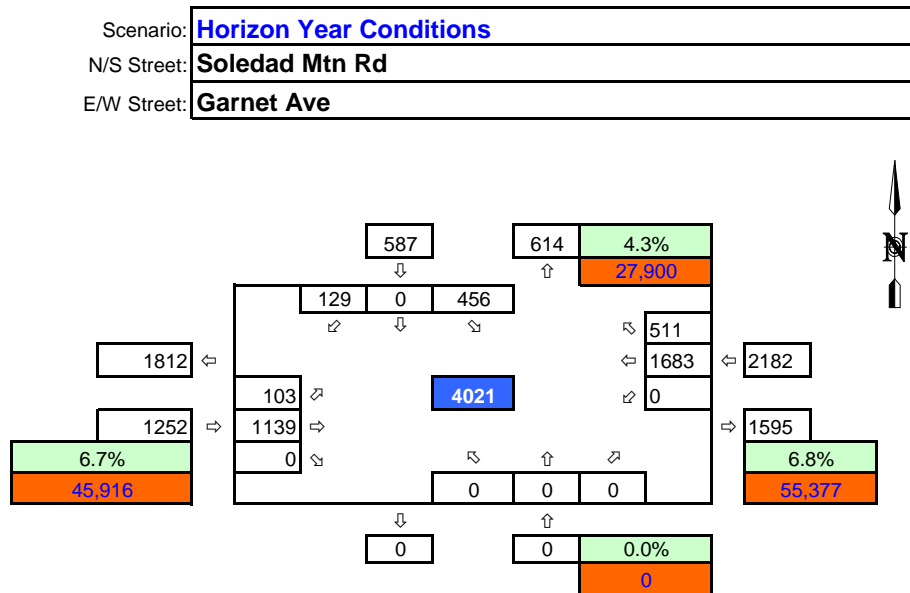 Scenario: Horizon Year Conditions
N/S Street: Soledad Mtn Rd
E/W Street: Garnet Ave
N
587 614 4.3%
⇩ ⇧ 27,900
129 0 456
⬃ ⇩ ⬂ ⬁ 511
1812 ⇦ ⇦ 1683 ⇦ 2182
103 ⬀ 4021 ⬃ 0
1252 ⇨ 1139 ⇨ ⇨ 1595
6.7% 0 ⬂ ⬁ ⇧ ⬀ 6.8%
45,916 0 0 0 55,377
⇩ ⇧
0 0 0.0%
0